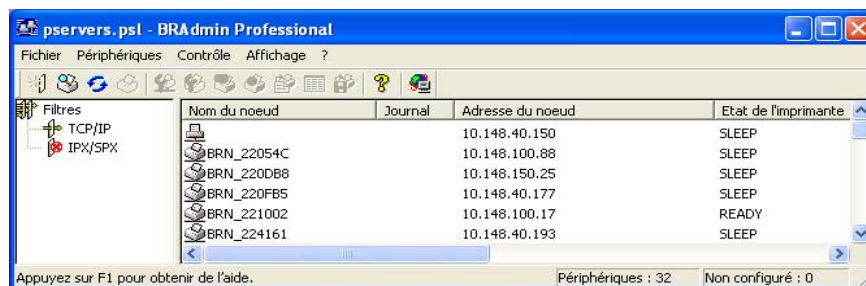 pservers.psl - BRAdmin Professional
Fichier Périphériques Contrôle Affichage ?
Filtres
TCP/IP
IPX/SPX
Nom du noeud Journal Adresse du noeud Etat de l'imprimante
10.148.40.150 SLEEP
BRN_22054C 10.148.100.88 SLEEP
BRN_220DB8 10.148.150.25 SLEEP
BRN_220FB5 10.148.40.177 SLEEP
BRN_221002 10.148.100.17 READY
BRN_224161 10.148.40.193 SLEEP
Appuyez sur F1 pour obtenir de l'aide. Périphériques : 32 Non configuré : 0